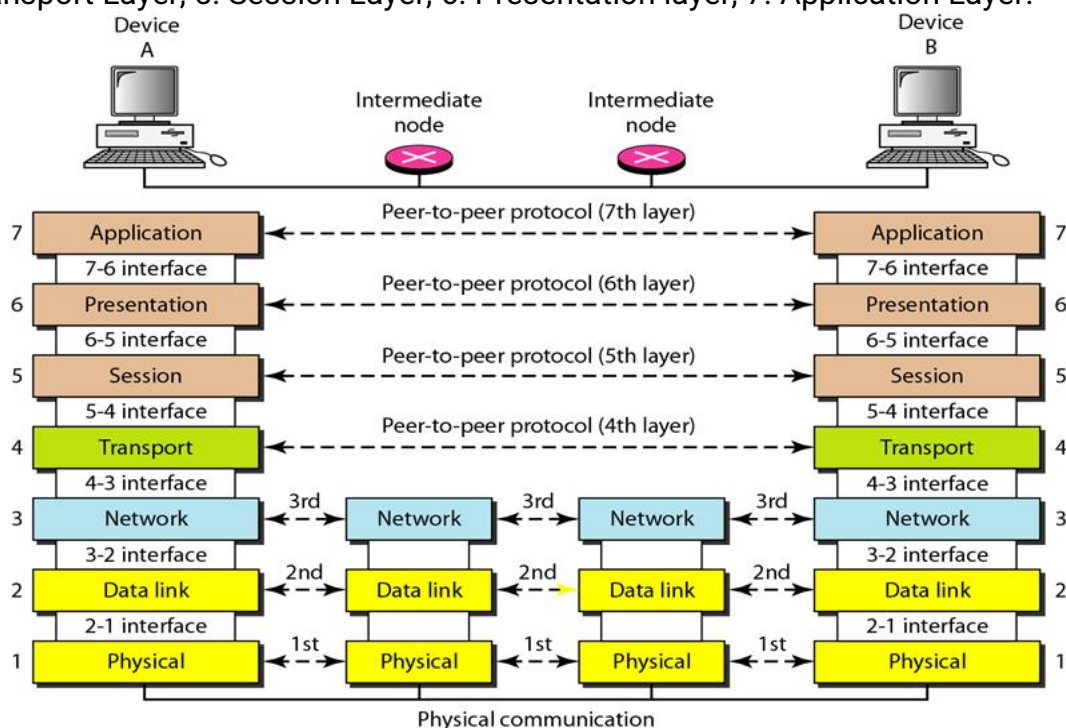 nsport Layer, 5. Session Layer, 6. Presentation layer, 7. Application Layer.
Device
A
Device
B
Intermediate
node
Intermediate
node
Peer-to-peer protocol (7th layer)
7 Application Application 7
7-6 interface 7-6 interface
Peer-to-peer protocol (6th layer)
6 Presentation Presentation 6
6-5 interface 6-5 interface
Peer-to-peer protocol (5th layer)
5 Session Session 5
5-4 interface 5-4 interface
Peer-to-peer protocol (4th layer)
4 Transport Transport 4
4-3 interface 4-3 interface
3rd 3rd 3rd
3 Network Network Network Network 3
3-2 interface 3-2 interface
2nd 2nd 2nd
2 Data link Data link Data link Data link 2
2-1 interface 2-1 interface
1st 1st 1st
1 Physical Physical Physical Physical 1
Physical communication